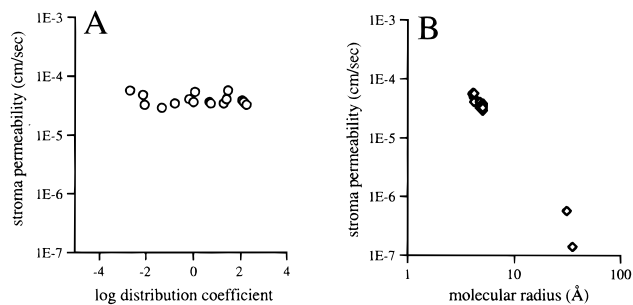 A
stroma permeability (cm/sec)
1E-3
1E-4
1E-5
1E-6
1E-7
-4 -2 0 2 4
log distribution coefficient
B
stroma permeability (cm/sec)
1E-3
1E-4
1E-5
1E-6
1E-7
1 10 100
molecular radius (Å)